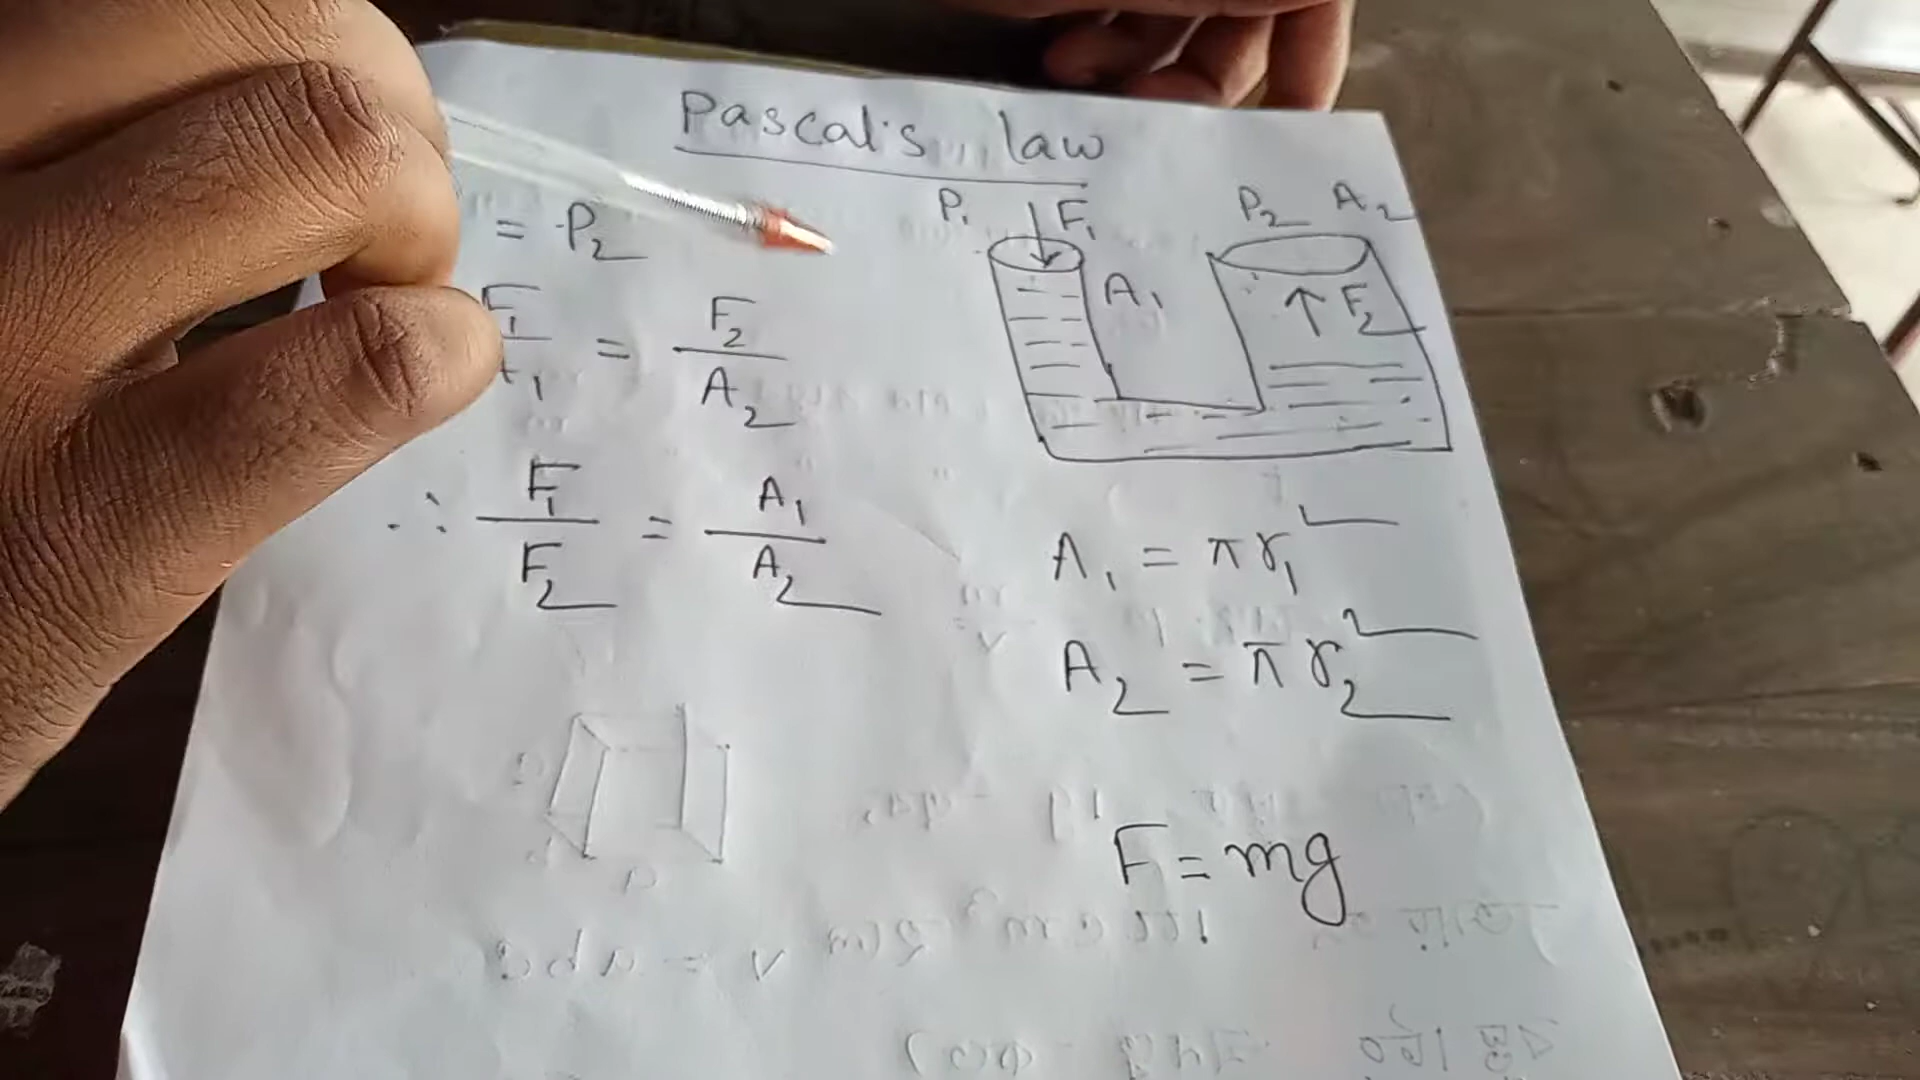 Pascal's law
P₁ F₁ P₂ A₂
= P₂
A₁ ↑ F₂
F₁/A₁ = F₂/A₂
∴ F₁/F₂ = A₁/A₂
A₁ = πr₁²
A₂ = πr₂²
F = mg